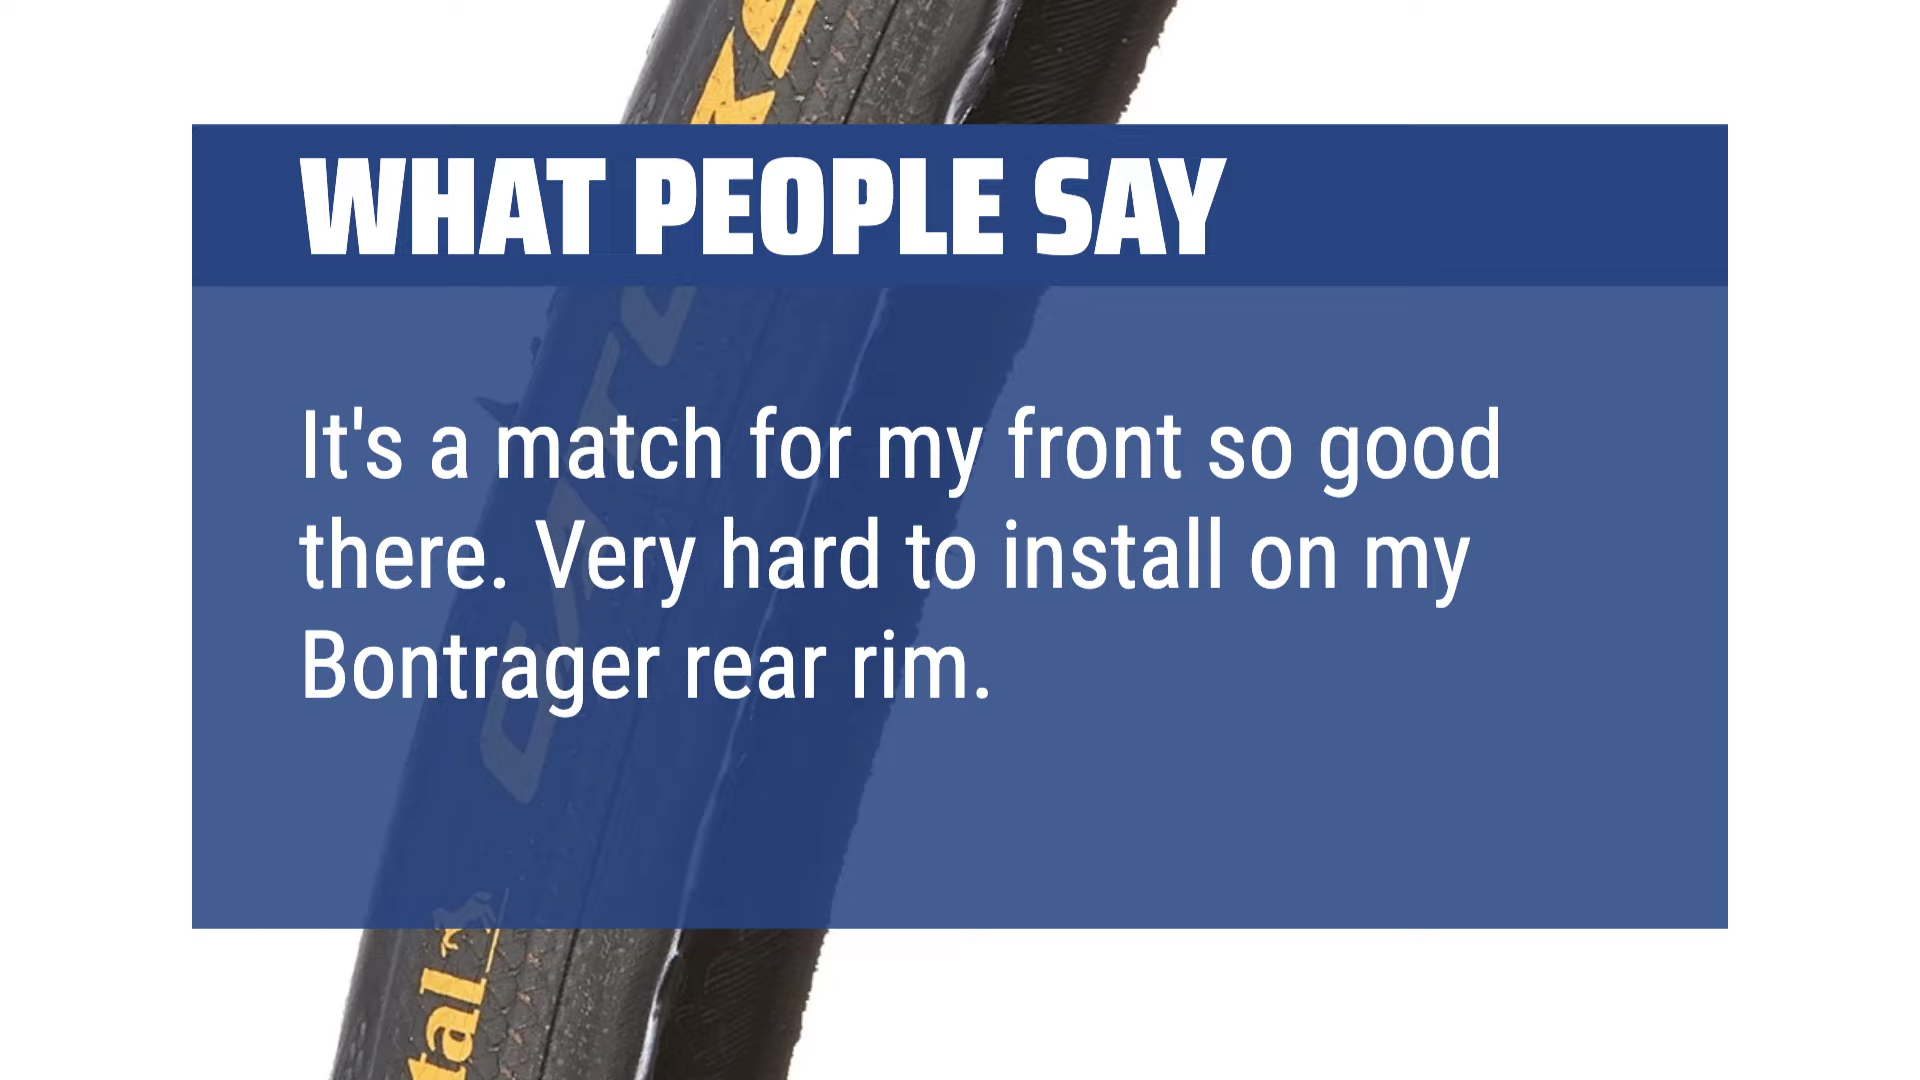 WHAT PEOPLE SAY
It's a match for my front so good
there. Very hard to install on my
Bontrager rear rim.